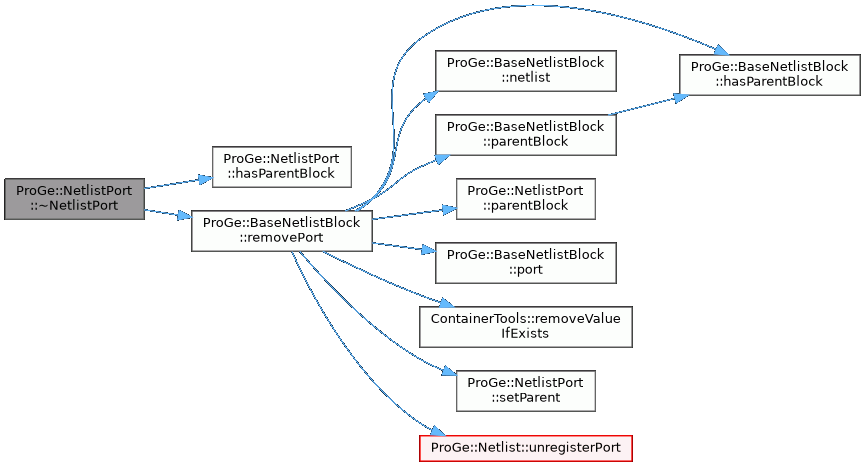 ProGe::NetlistPort
::~NetlistPort
ProGe::NetlistPort
::hasParentBlock
ProGe::BaseNetlistBlock
::removePort
ProGe::BaseNetlistBlock
::netlist
ProGe::BaseNetlistBlock
::parentBlock
ProGe::NetlistPort
::parentBlock
ProGe::BaseNetlistBlock
::port
ContainerTools::removeValue
IfExists
ProGe::NetlistPort
::setParent
ProGe::Netlist::unregisterPort
ProGe::BaseNetlistBlock
::hasParentBlock